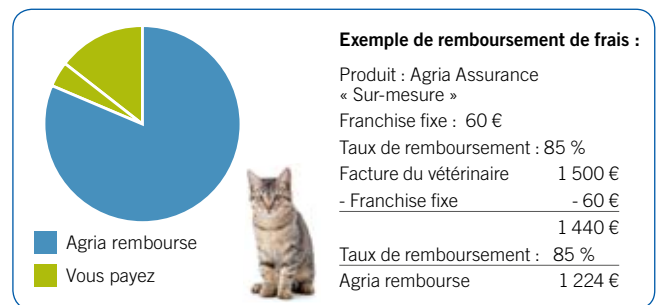 Exemple de remboursement de frais :
Produit : Agria Assurance
« Sur-mesure »
Franchise fixe : 60 €
Taux de remboursement : 85 %
Facture du vétérinaire 1 500 €
- Franchise fixe - 60 €
1 440 €
Taux de remboursement : 85 %
Agria rembourse 1 224 €
Agria rembourse
Vous payez